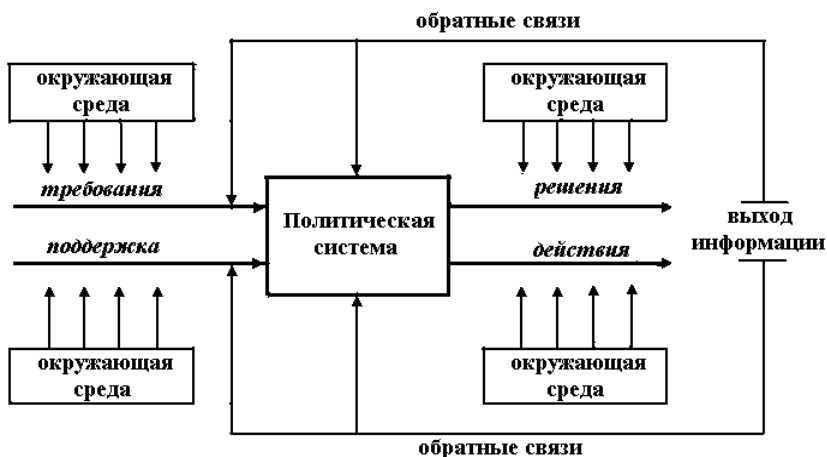 обратные связи
окружающая
среда
окружающая
среда
требования
решения
Политическая
система
выход
информации
поддержка
действия
окружающая
среда
окружающая
среда
обратные связи